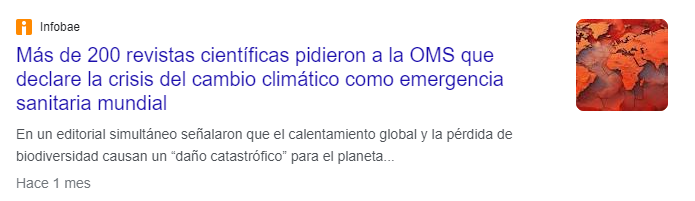 Infobae
Más de 200 revistas científicas pidieron a la OMS que
declare la crisis del cambio climático como emergencia
sanitaria mundial
En un editorial simultáneo señalaron que el calentamiento global y la pérdida de
biodiversidad causan un “daño catastrófico” para el planeta...
Hace 1 mes